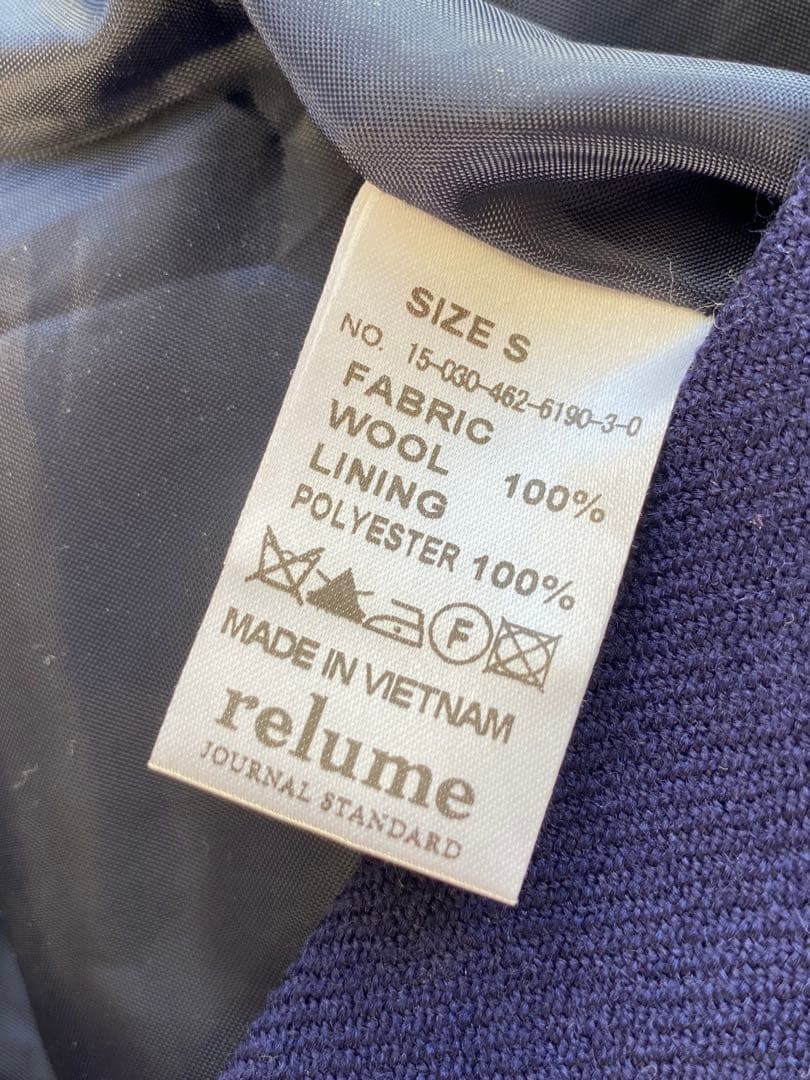 SIZE S
NO. 15-030-462-6190-3-0
FABRIC
WOOL 100%
LINING
POLYESTER 100%
F
MADE IN VIETNAM
relume
JOURNAL STANDARD